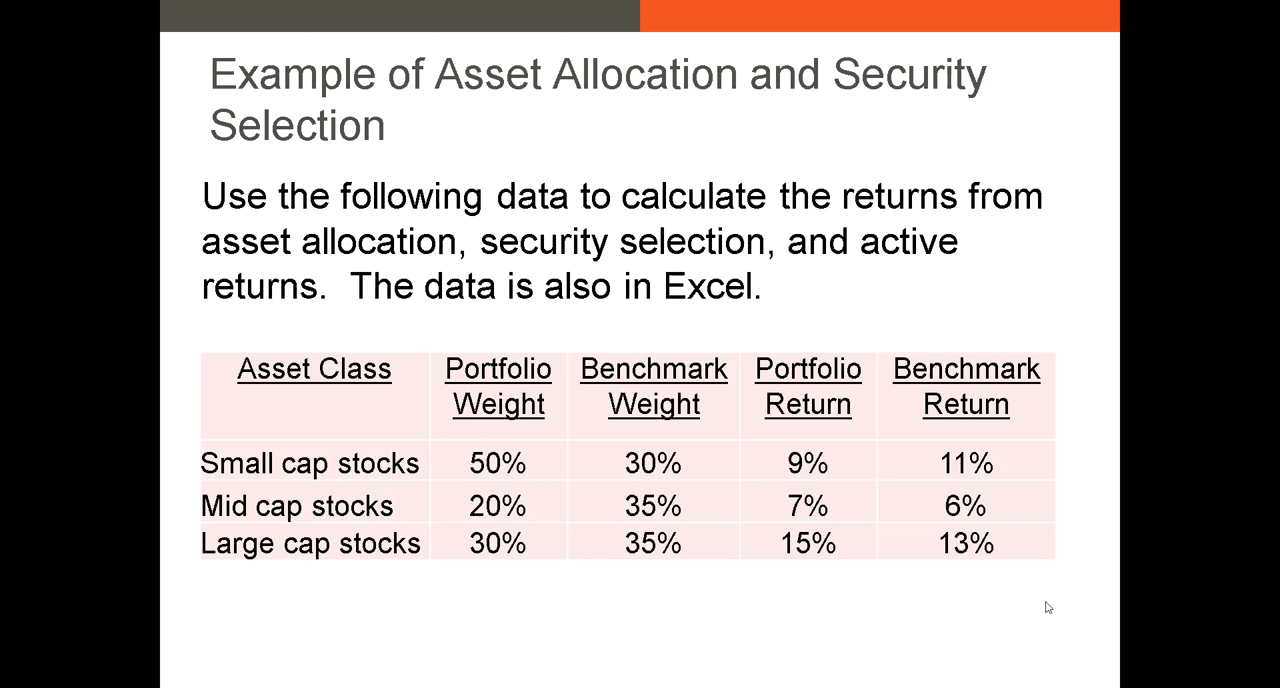 Example of Asset Allocation and Security
Selection
Use the following data to calculate the returns from
asset allocation, security selection, and active
returns.  The data is also in Excel.
Asset Class Portfolio Weight Benchmark Weight Portfolio Return Benchmark Return
Small cap stocks 50% 30% 9% 11%
Mid cap stocks 20% 35% 7% 6%
Large cap stocks 30% 35% 15% 13%